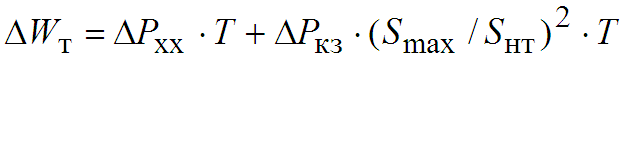 ΔWт = ΔPхх · T + ΔPкз · (Smax / Sнт)² · T